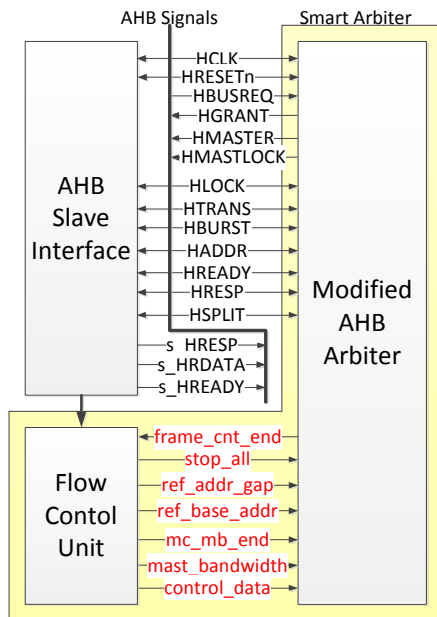 AHB Signals
Smart Arbiter
HCLK
HRESETn
HBUSREQ
HGRANT
HMASTER
HMASTLOCK
HLOCK
HTRANS
HBURST
HADDR
HREADY
HRESP
HSPLIT
s_HRESP
s_HRDATA
s_HREADY
AHB
Slave
Interface
Modified
AHB
Arbiter
Flow
Contol
Unit
frame_cnt_end
stop_all
ref_addr_gap
ref_base_addr
mc_mb_end
mast_bandwidth
control_data